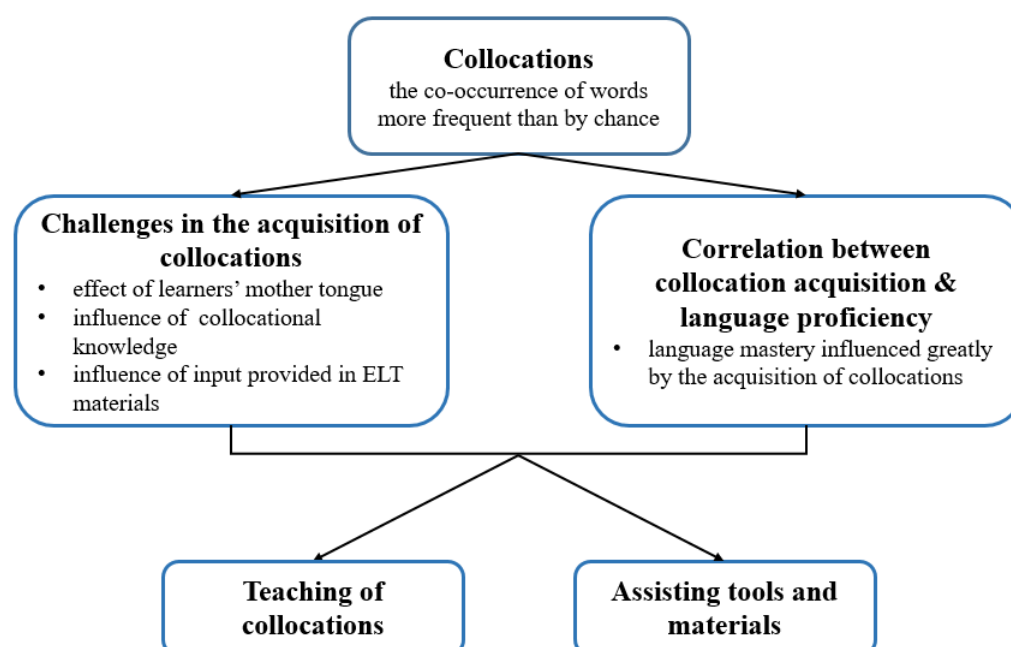 Collocations
the co-occurrence of words
more frequent than by chance
Challenges in the acquisition of
collocations
• effect of learners' mother tongue
• influence of collocational
knowledge
• influence of input provided in ELT
materials
Correlation between
collocation acquisition &
language proficiency
• language mastery influenced greatly
by the acquisition of collocations
Teaching of
collocations
Assisting tools and
materials